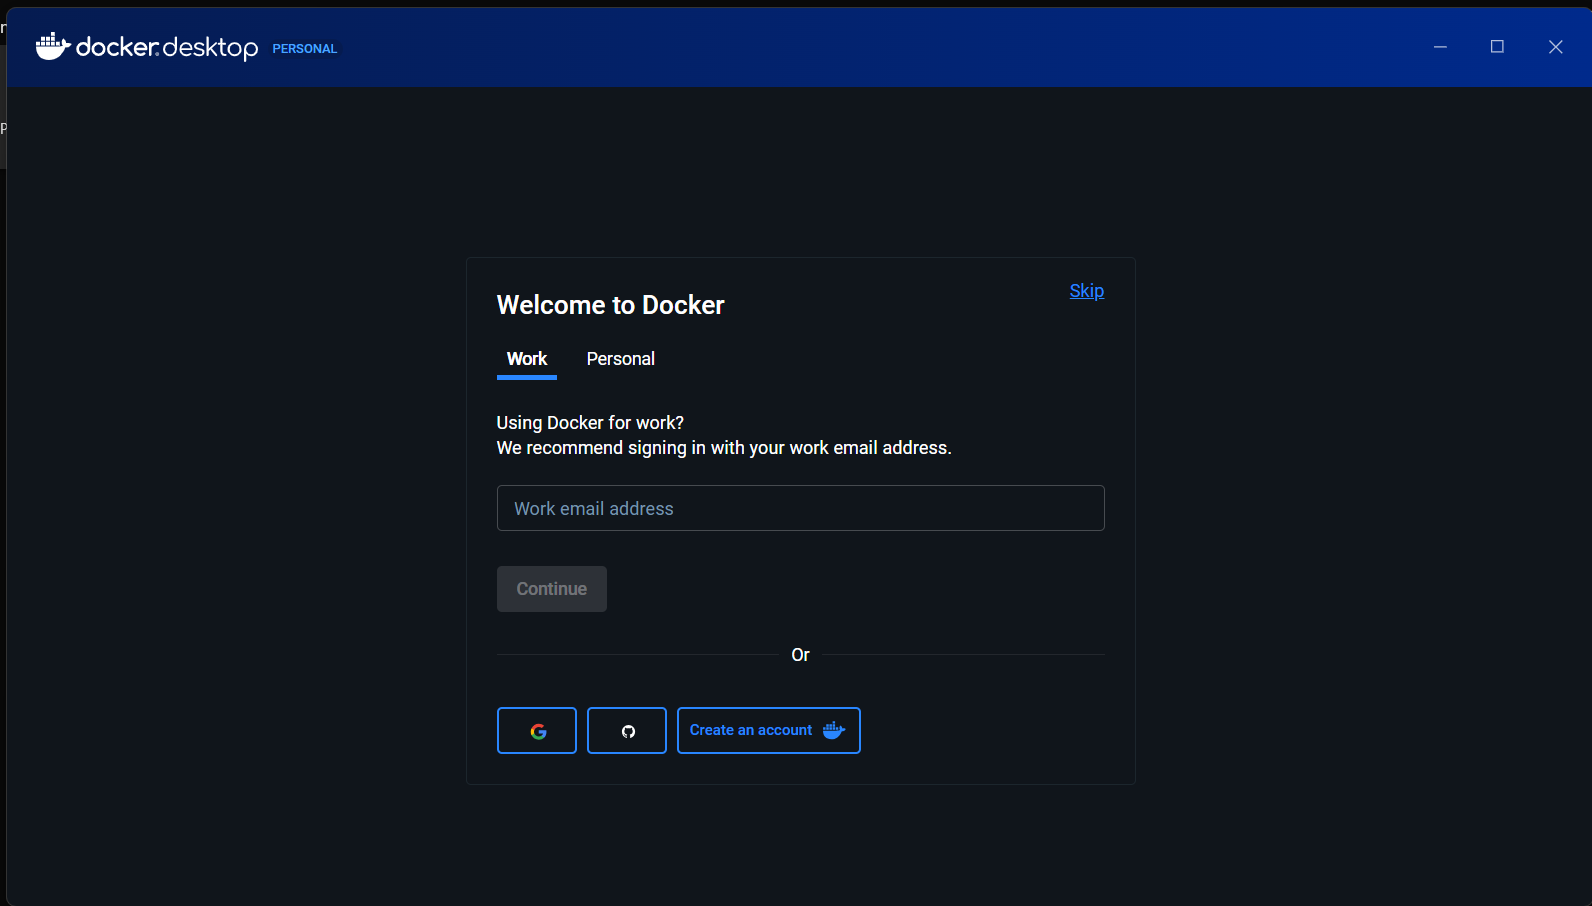 docker.desktop PERSONAL
Welcome to Docker
Skip
Work Personal
Using Docker for work?
We recommend signing in with your work email address.
Work email address
Continue
Or
Create an account